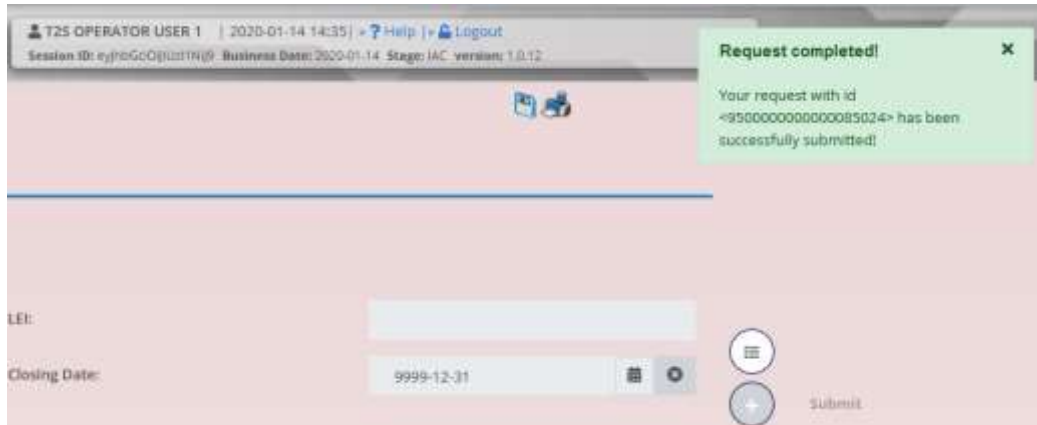 T2S OPERATOR USER 1 | 2020-01-14 14:35| » ? Help |» Logout
Session ID: Business Date: 2020-01-14 Stage: IAC version: 1.0.12
Request completed!
Your request with id
<9500000000000085024> has been
successfully submitted!
LEI:
Closing Date: 9999-12-31
Submit